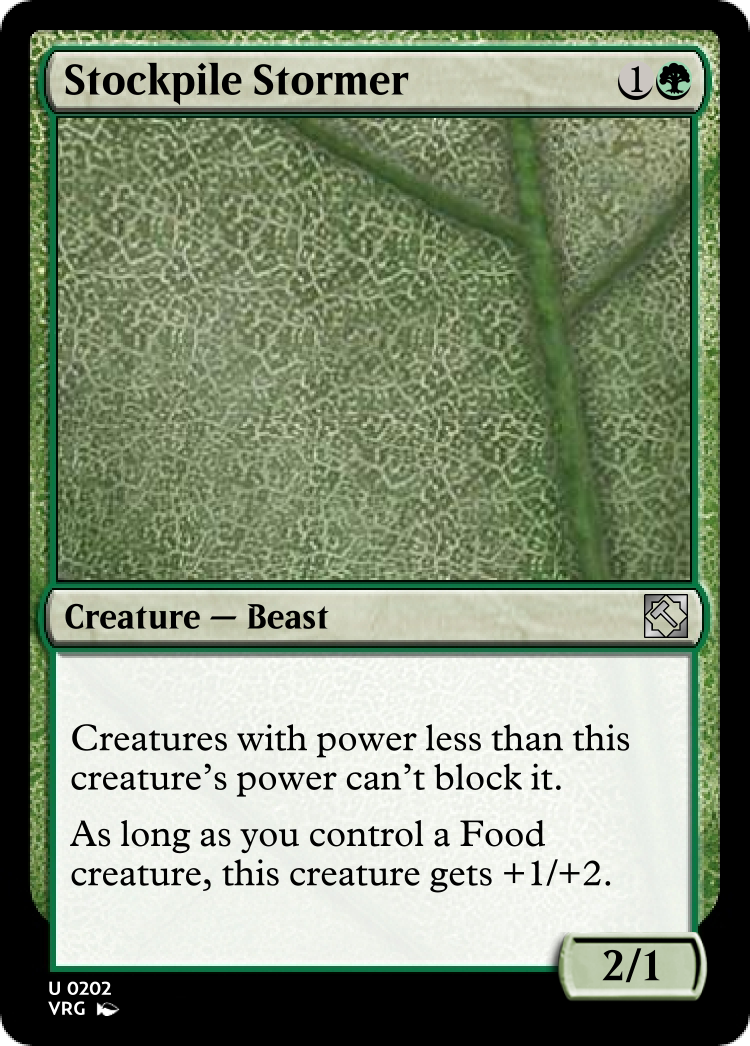 Stockpile Stormer 1
Creature — Beast
Creatures with power less than this
creature's power can't block it.
As long as you control a Food
creature, this creature gets +1/+2.
2/1
U 0202
VRG